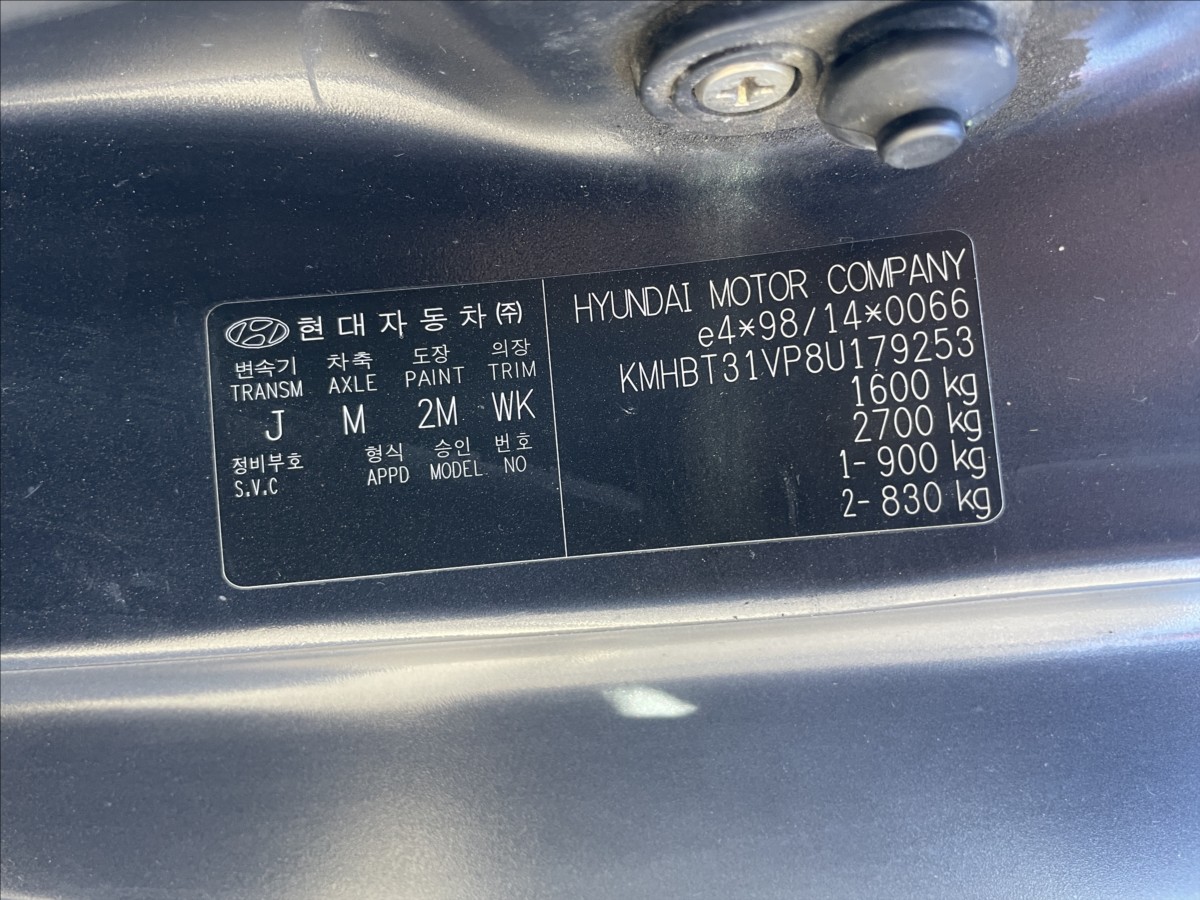 현대자동차㈜
변속기 차축 도장 의장
TRANSM AXLE PAINT TRIM
J M 2M WK
정비부호 형식 승인 번호
S.V.C APPD MODEL NO
HYUNDAI MOTOR COMPANY
e4*98/14*0066
KMHBT31VP8U179253
1600 kg
2700 kg
1- 900 kg
2- 830 kg